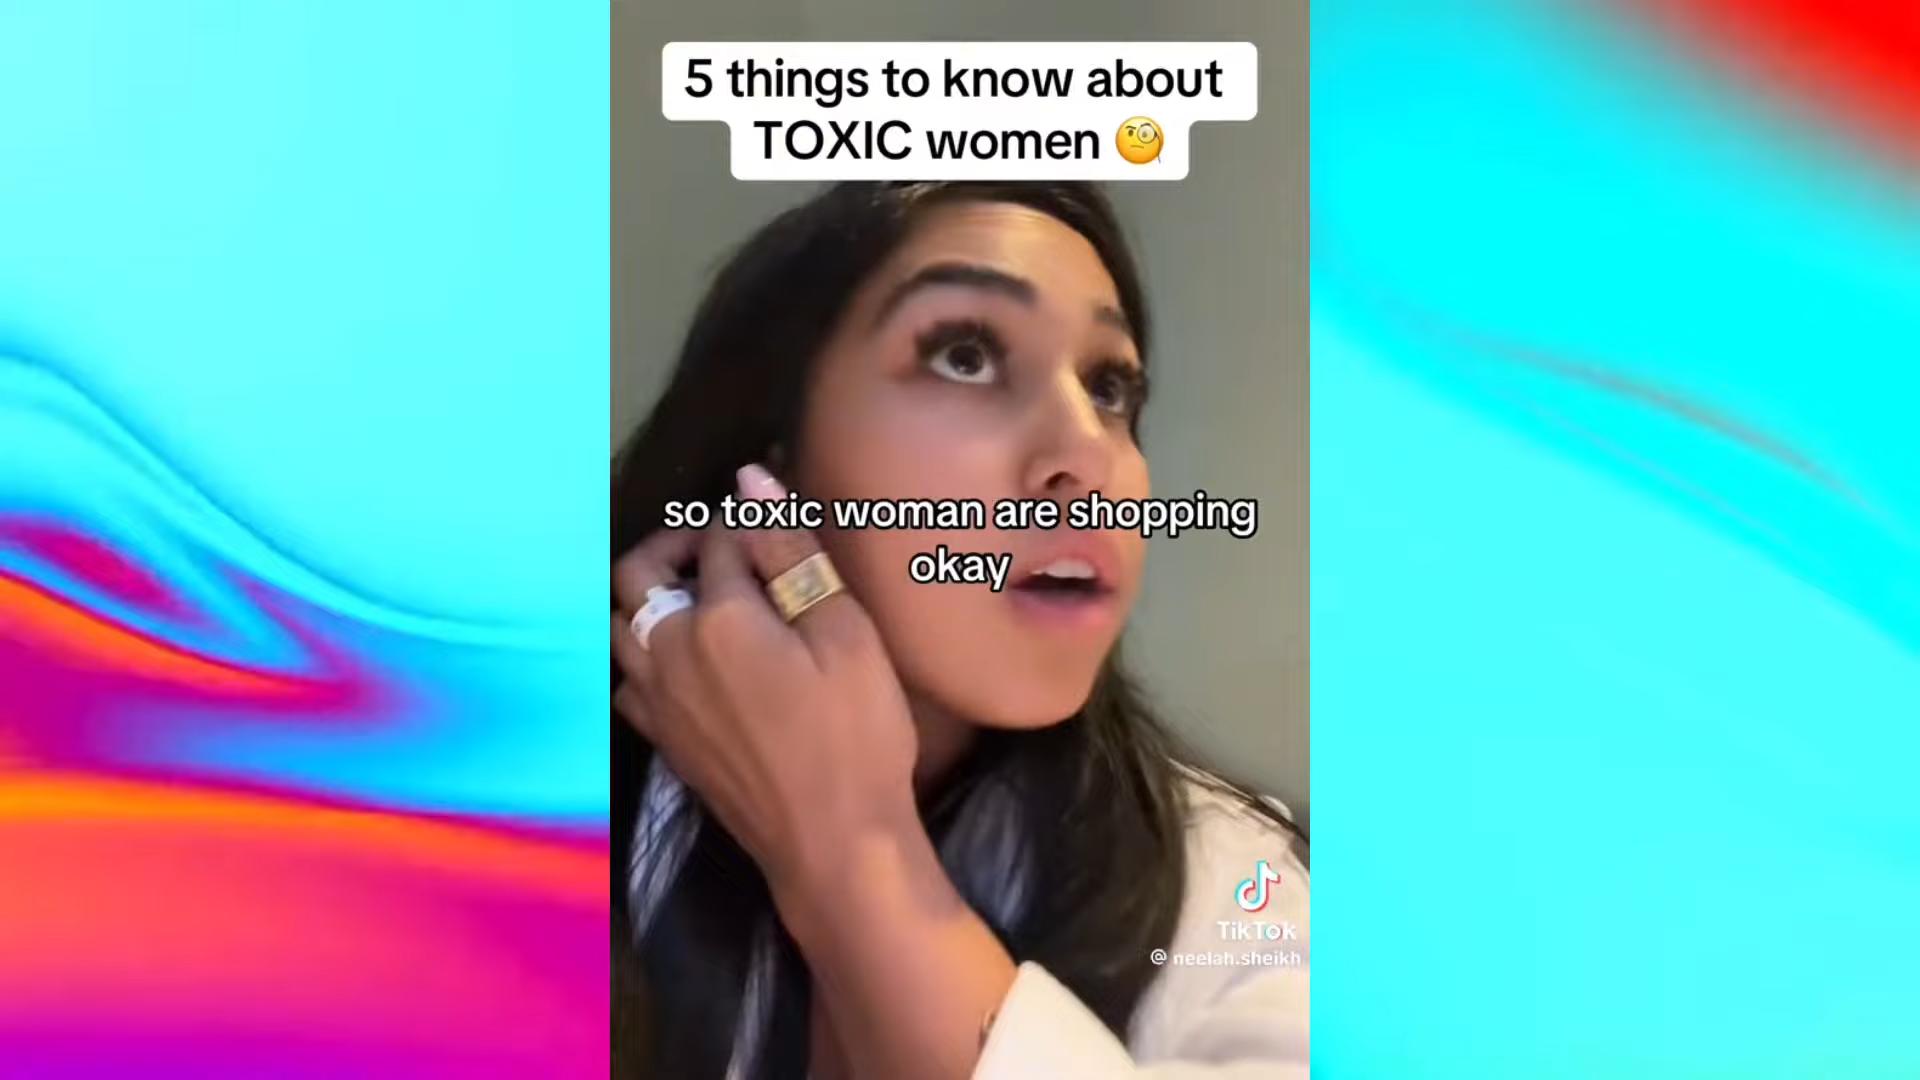 5 things to know about
TOXIC women 🧐
so toxic woman are shopping
okay
TikTok
@ neelah.sheikh